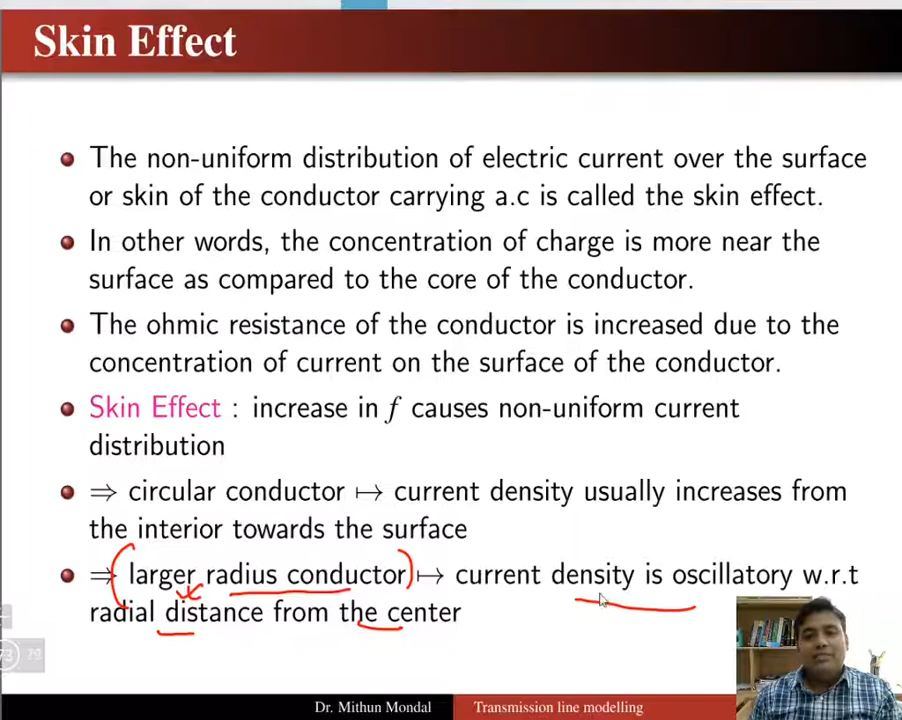 Skin Effect
The non-uniform distribution of electric current over the surface
or skin of the conductor carrying a.c is called the skin effect.
In other words, the concentration of charge is more near the
surface as compared to the core of the conductor.
The ohmic resistance of the conductor is increased due to the
concentration of current on the surface of the conductor.
Skin Effect : increase in f causes non-uniform current
distribution
⇒ circular conductor ↦ current density usually increases from
the interior towards the surface
⇒ larger radius conductor ↦ current density is oscillatory w.r.t
radial distance from the center
73 79
Dr. Mithun Mondal Transmission line modelling